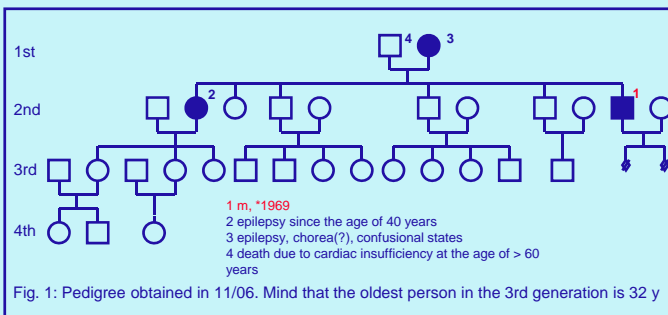 1st
4
3
2nd
2
1
3rd
4th
1 m, *1969
2 epilepsy since the age of 40 years
3 epilepsy, chorea(?), confusional states
4 death due to cardiac insufficiency at the age of > 60
years
Fig. 1: Pedigree obtained in 11/06. Mind that the oldest person in the 3rd generation is 32 y